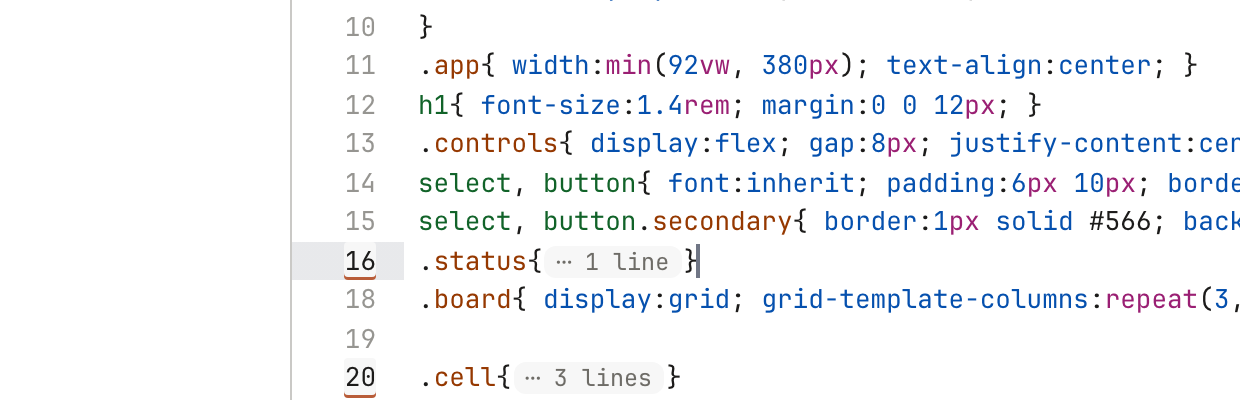 10 }
11 .app{ width:min(92vw, 380px); text-align:center; }
12 h1{ font-size:1.4rem; margin:0 0 12px; }
13 .controls{ display:flex; gap:8px; justify-content:cen
14 select, button{ font:inherit; padding:6px 10px; borde
15 select, button.secondary{ border:1px solid #566; back
16 .status{⋯ 1 line}
18 .board{ display:grid; grid-template-columns:repeat(3,
19
20 .cell{⋯ 3 lines}